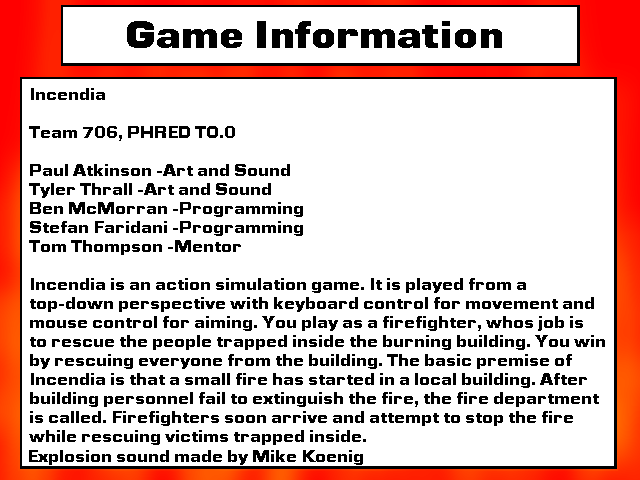 Game Information
Incendia
Team 706, PHRED TO.0
Paul Atkinson -Art and Sound
Tyler Thrall -Art and Sound
Ben McMorran -Programming
Stefan Faridani -Programming
Tom Thompson -Mentor
Incendia is an action simulation game. It is played from a
top-down perspective with keyboard control for movement and
mouse control for aiming. You play as a firefighter, whos job is
to rescue the people trapped inside the burning building. You win
by rescuing everyone from the building. The basic premise of
Incendia is that a small fire has started in a local building. After
building personnel fail to extinguish the fire, the fire department
is called. Firefighters soon arrive and attempt to stop the fire
while rescuing victims trapped inside.
Explosion sound made by Mike Koenig